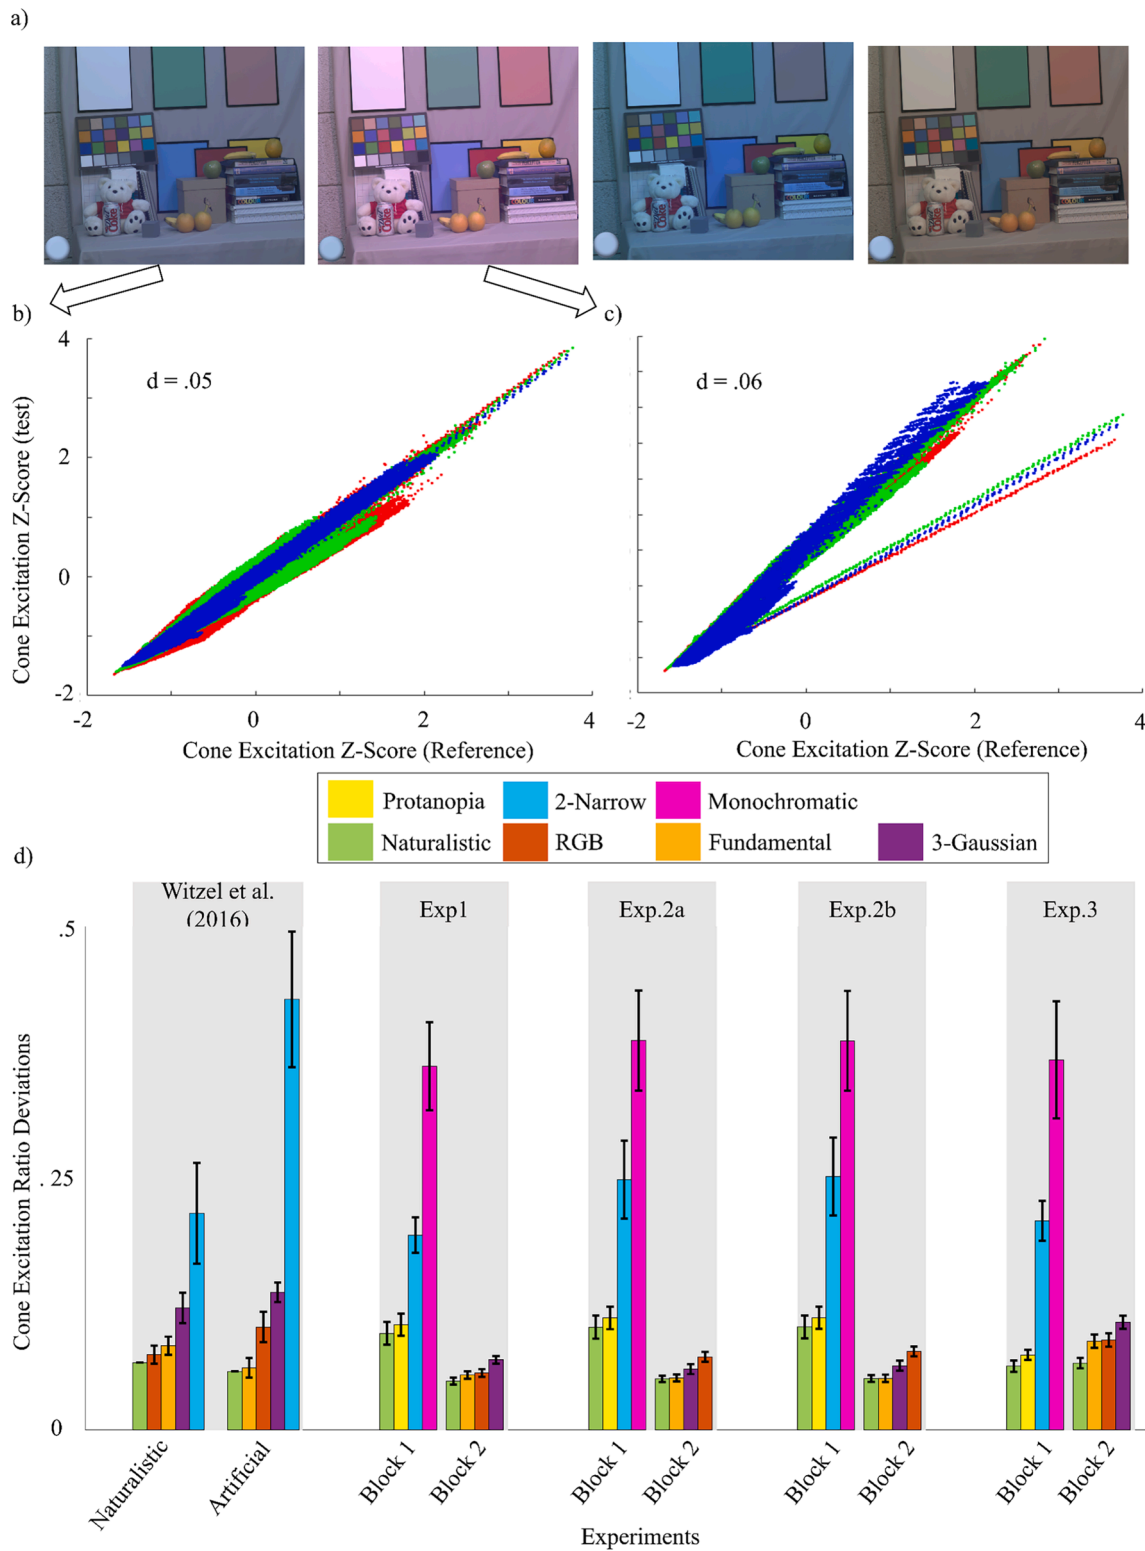 a)
COLOUR
Coke
b)
c)
4
2
0
-2
d = .05
d = .06
Cone Excitation Z-Score (test)
-2
0
2
4
-2
0
2
4
Cone Excitation Z-Score (Reference)
Cone Excitation Z-Score (Reference)
Protanopia
2-Narrow
Monochromatic
Naturalistic
RGB
Fundamental
3-Gaussian
d)
Witzel et al.
(2016)
Exp1
Exp.2a
Exp.2b
Exp.3
.5
.25
0
Cone Excitation Ratio Deviations
Naturalistic
Artificial
Block 1
Block 2
Block 1
Block 2
Block 1
Block 2
Block 1
Block 2
Experiments